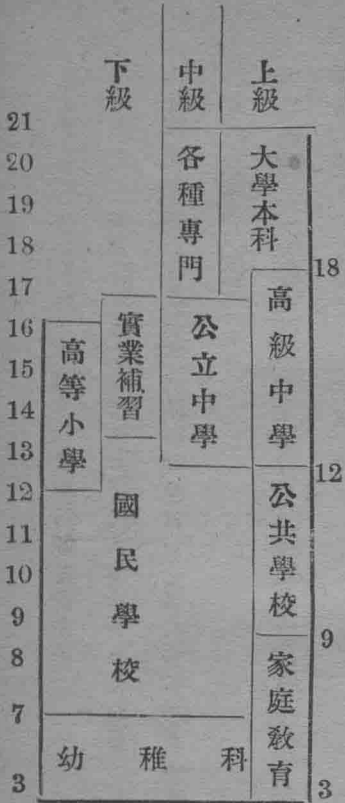 上級
中級
下級
大學本科
各種專門
高級中學
公立中學
實業補習
高等小學
公共學校
國民學校
家庭敎育
幼稚科
21
20
19
18
17
16
15
14
13
12
11
10
9
8
7
3
18
12
9
3